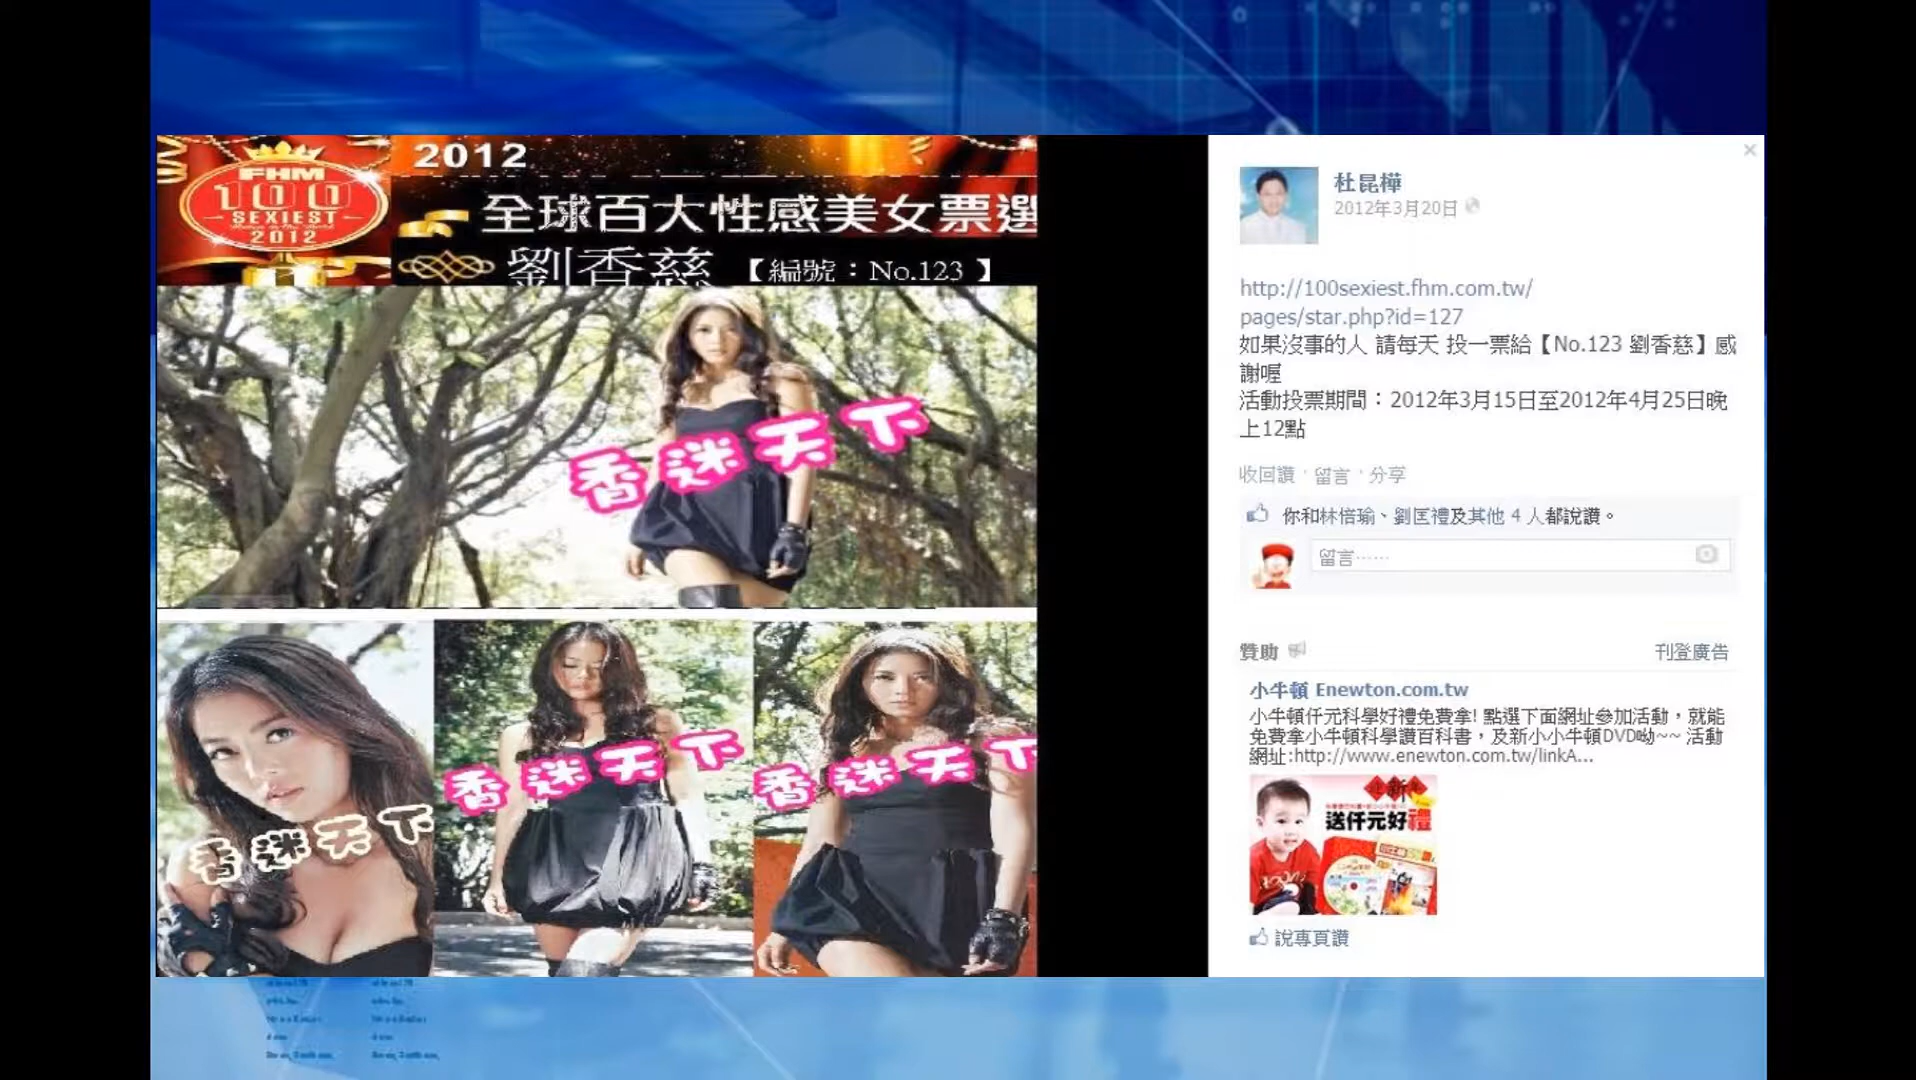 FHM
100
SEXIEST
2012
2012
全球百大性感美女票選
劉香慈 【編號：No.123 】
香迷天下
香迷天下
香迷天下
香迷天下
杜昆樺
2012年3月20日
http://100sexiest.fhm.com.tw/
pages/star.php?id=127
如果沒事的人 請每天 投一票給【No.123 劉香慈】感
謝喔
活動投票期間：2012年3月15日至2012年4月25日晚
上12點
收回讚 · 留言 · 分享
你和林倍瑜、劉匡禮及其他 4 人都說讚。
留言……
贊助
刊登廣告
小牛頓 Enewton.com.tw
小牛頓仟元科學好禮免費拿! 點選下面網址參加活動，就能
免費拿小牛頓科學讚百科書，及新小小牛頓DVD呦~~ 活動
網址:http://www.enewton.com.tw/linkA...
迎新年
送仟元好禮
說專頁讚